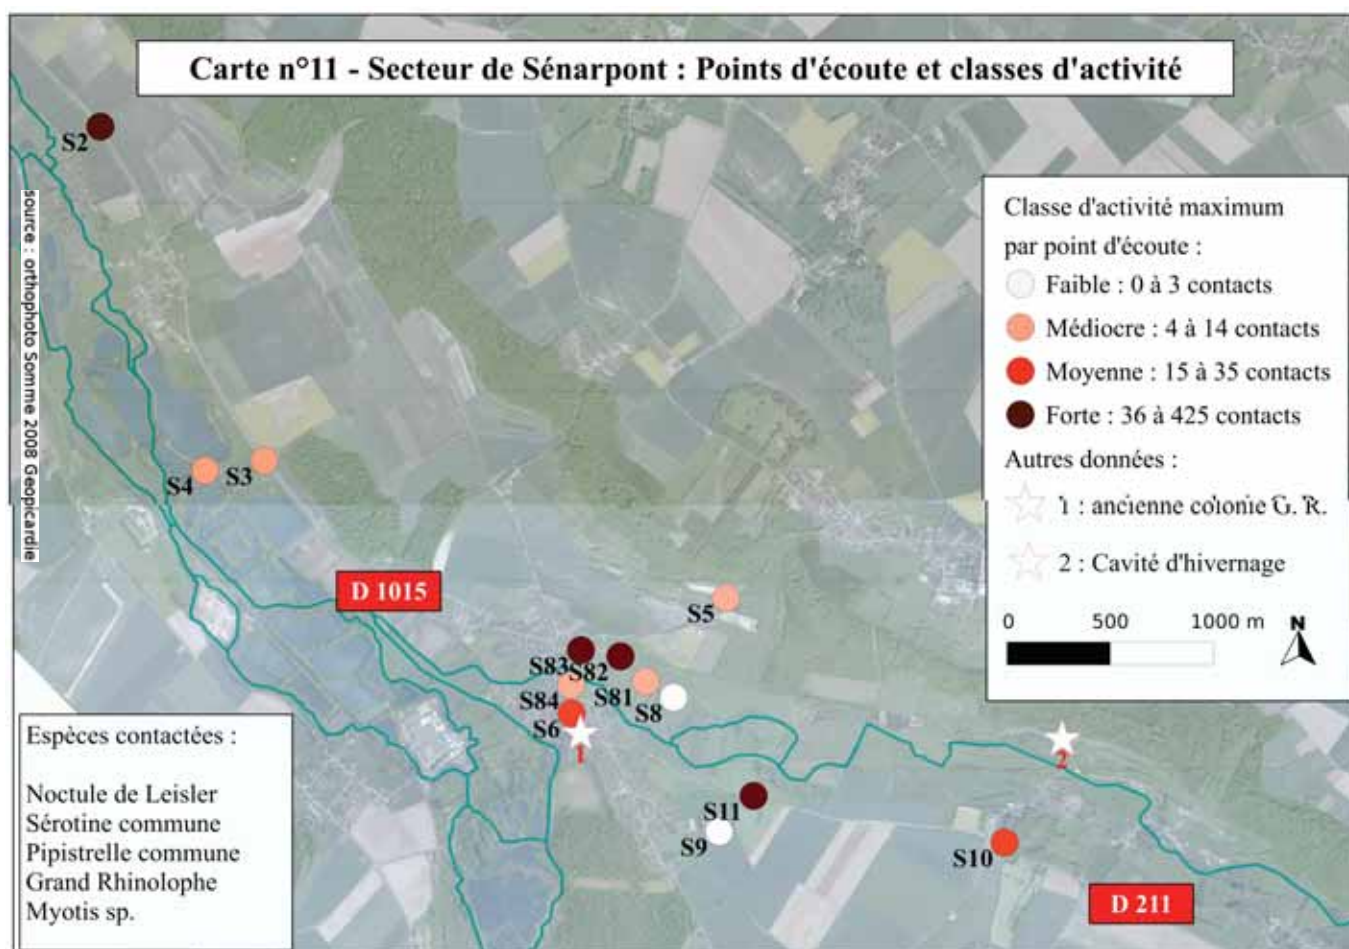 Carte n°11 - Secteur de Sénarpont : Points d'écoute et classes d'activité
S2
source : orthophoto Somme 2008 Geopicardie
Classe d'activité maximum
par point d'écoute :
Faible : 0 à 3 contacts
Médiocre : 4 à 14 contacts
Moyenne : 15 à 35 contacts
Forte : 36 à 425 contacts
Autres données :
1 : ancienne colonie G. R.
2 : Cavité d'hivernage
0 500 1000 m N
S4
S3
D 1015
S5
S83
S82
S84
S81
S8
S6
1
2
S11
S9
S10
D 211
Espèces contactées :
Noctule de Leisler
Sérotine commune
Pipistrelle commune
Grand Rhinolophe
Myotis sp.